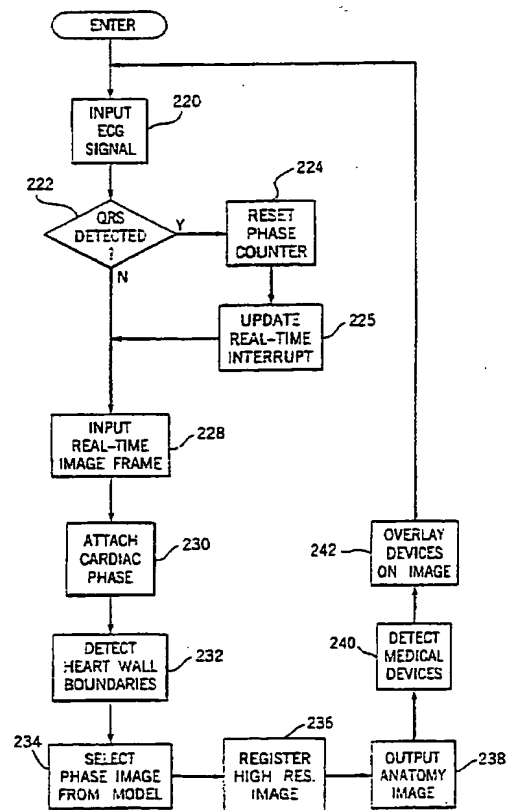 ENTER
INPUT
ECG
SIGNAL
220
222
QRS
DETECTED
?
Y
N
224
RESET
PHASE
COUNTER
UPDATE
REAL-TIME
INTERRUPT
225
INPUT
REAL-TIME
IMAGE FRAME
228
ATTACH
CARDIAC
PHASE
230
DETECT
HEART WALL
BOUNDARIES
232
234
SELECT
PHASE IMAGE
FROM MODEL
236
REGISTER
HIGH RES.
IMAGE
OUTPUT
ANATOMY
IMAGE
238
240
DETECT
MEDICAL
DEVICES
242
OVERLAY
DEVICES
ON IMAGE